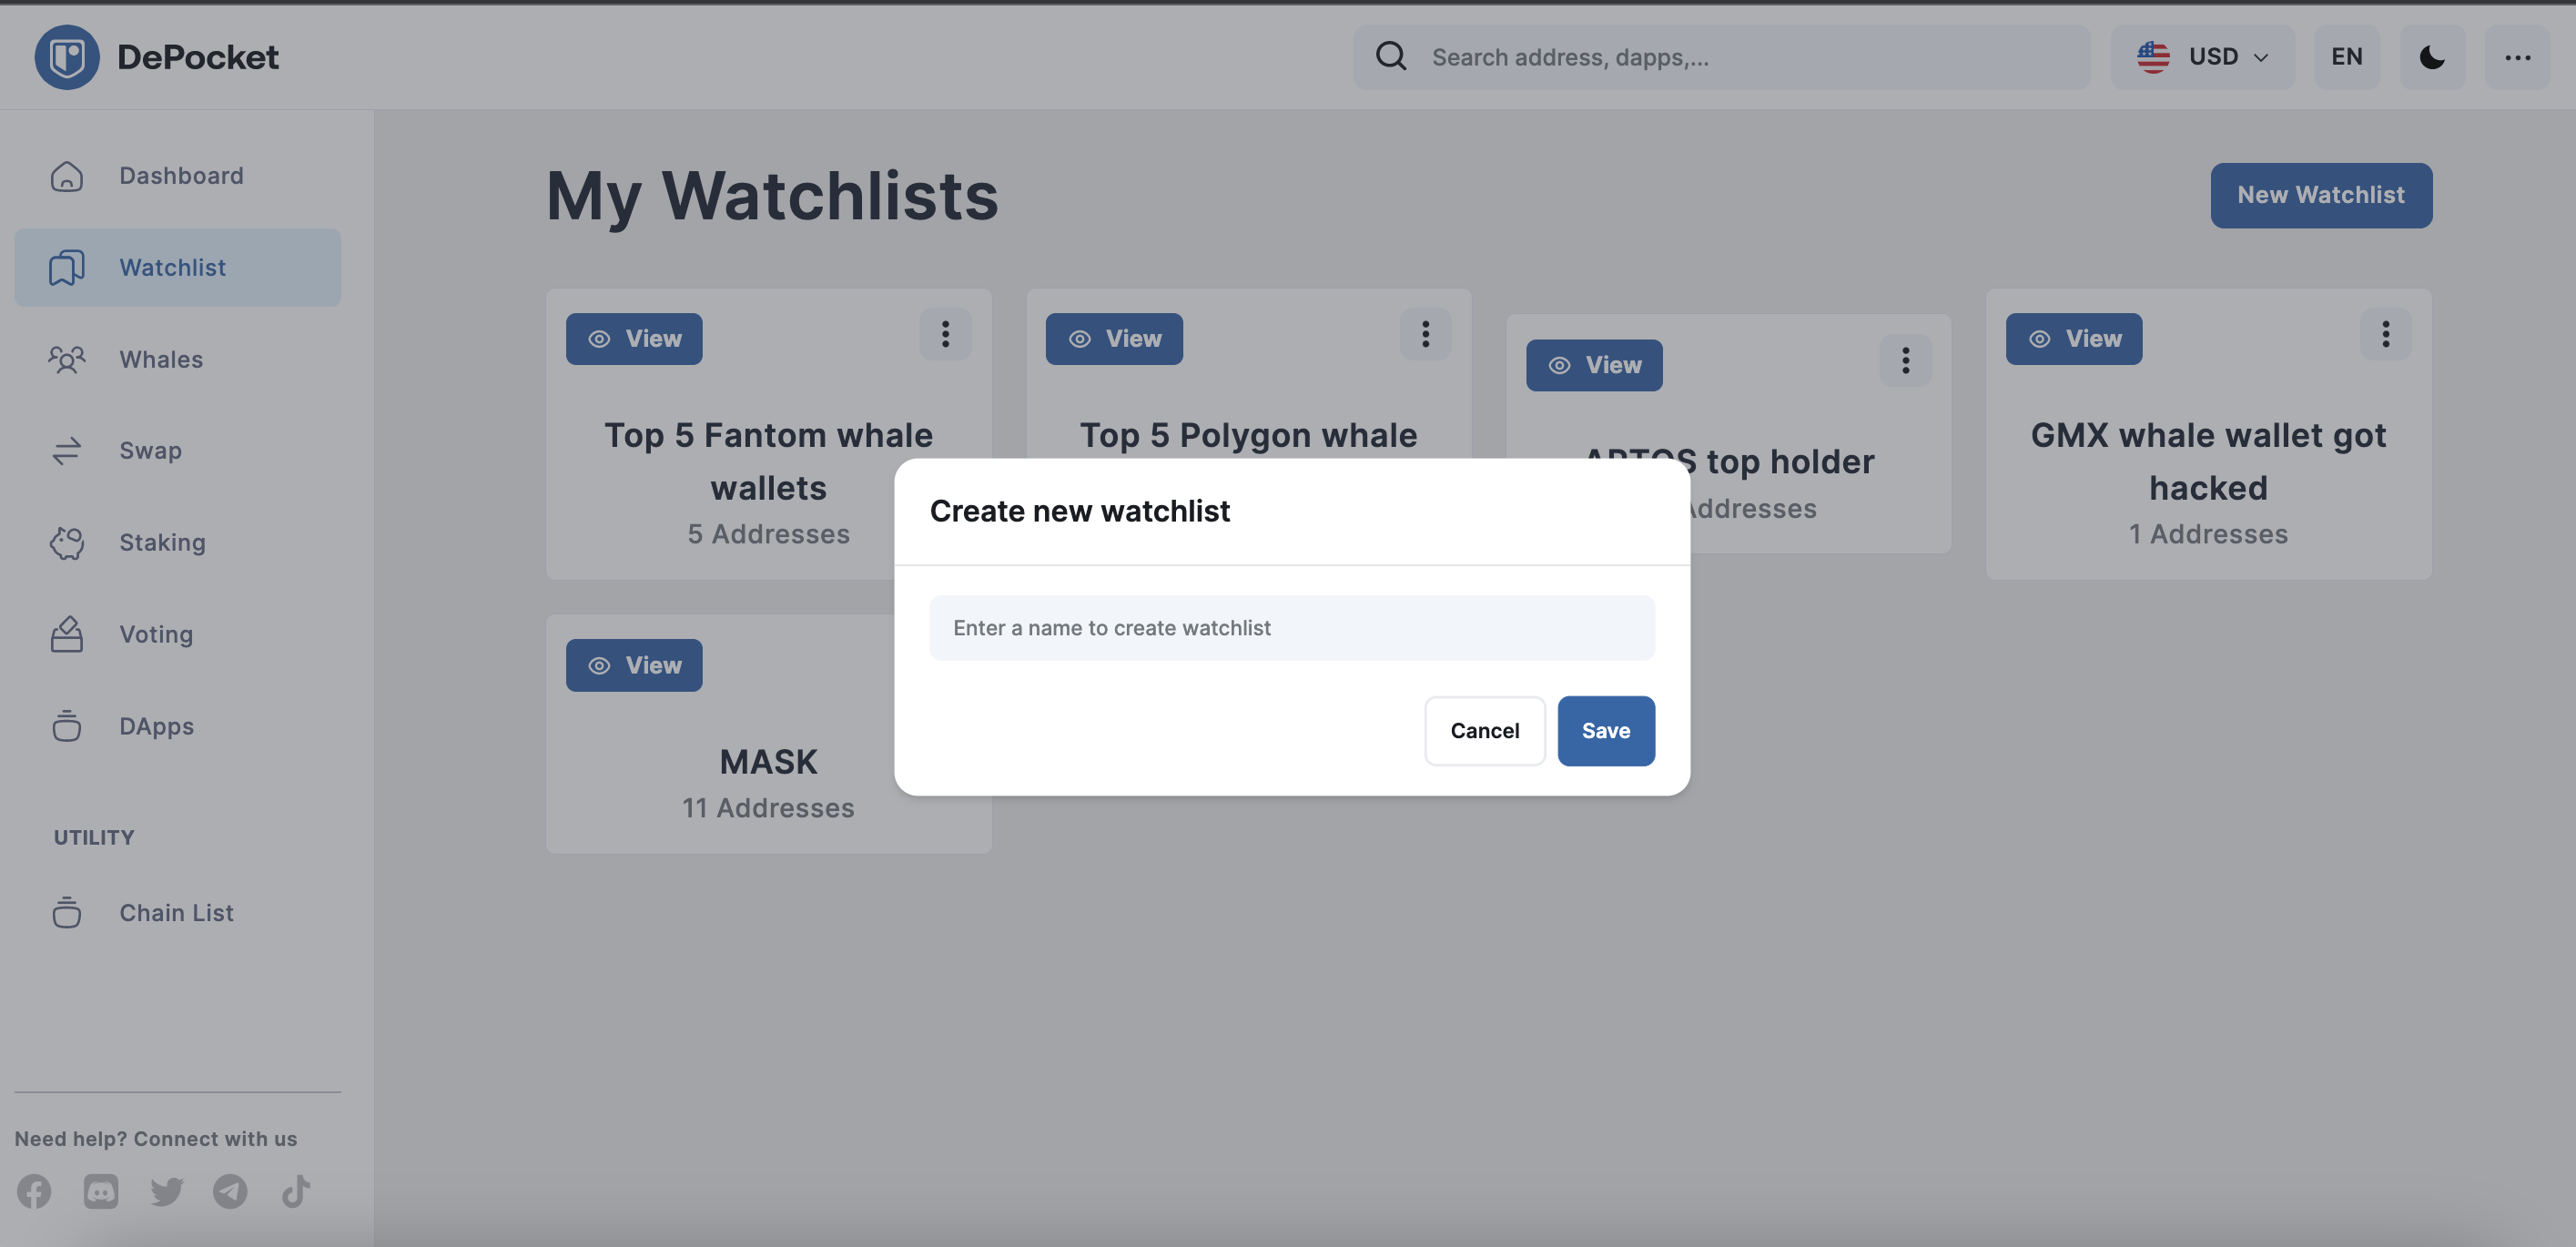 DePocket
Search address, dapps,...
USD
EN
Dashboard
Watchlist
Whales
Swap
Staking
Voting
DApps
UTILITY
Chain List
Need help? Connect with us
My Watchlists
New Watchlist
View
Top 5 Fantom whale
wallets
5 Addresses
View
Top 5 Polygon whale
View
APTOS top holder
Addresses
View
GMX whale wallet got
hacked
1 Addresses
View
MASK
11 Addresses
Create new watchlist
Enter a name to create watchlist
Cancel
Save